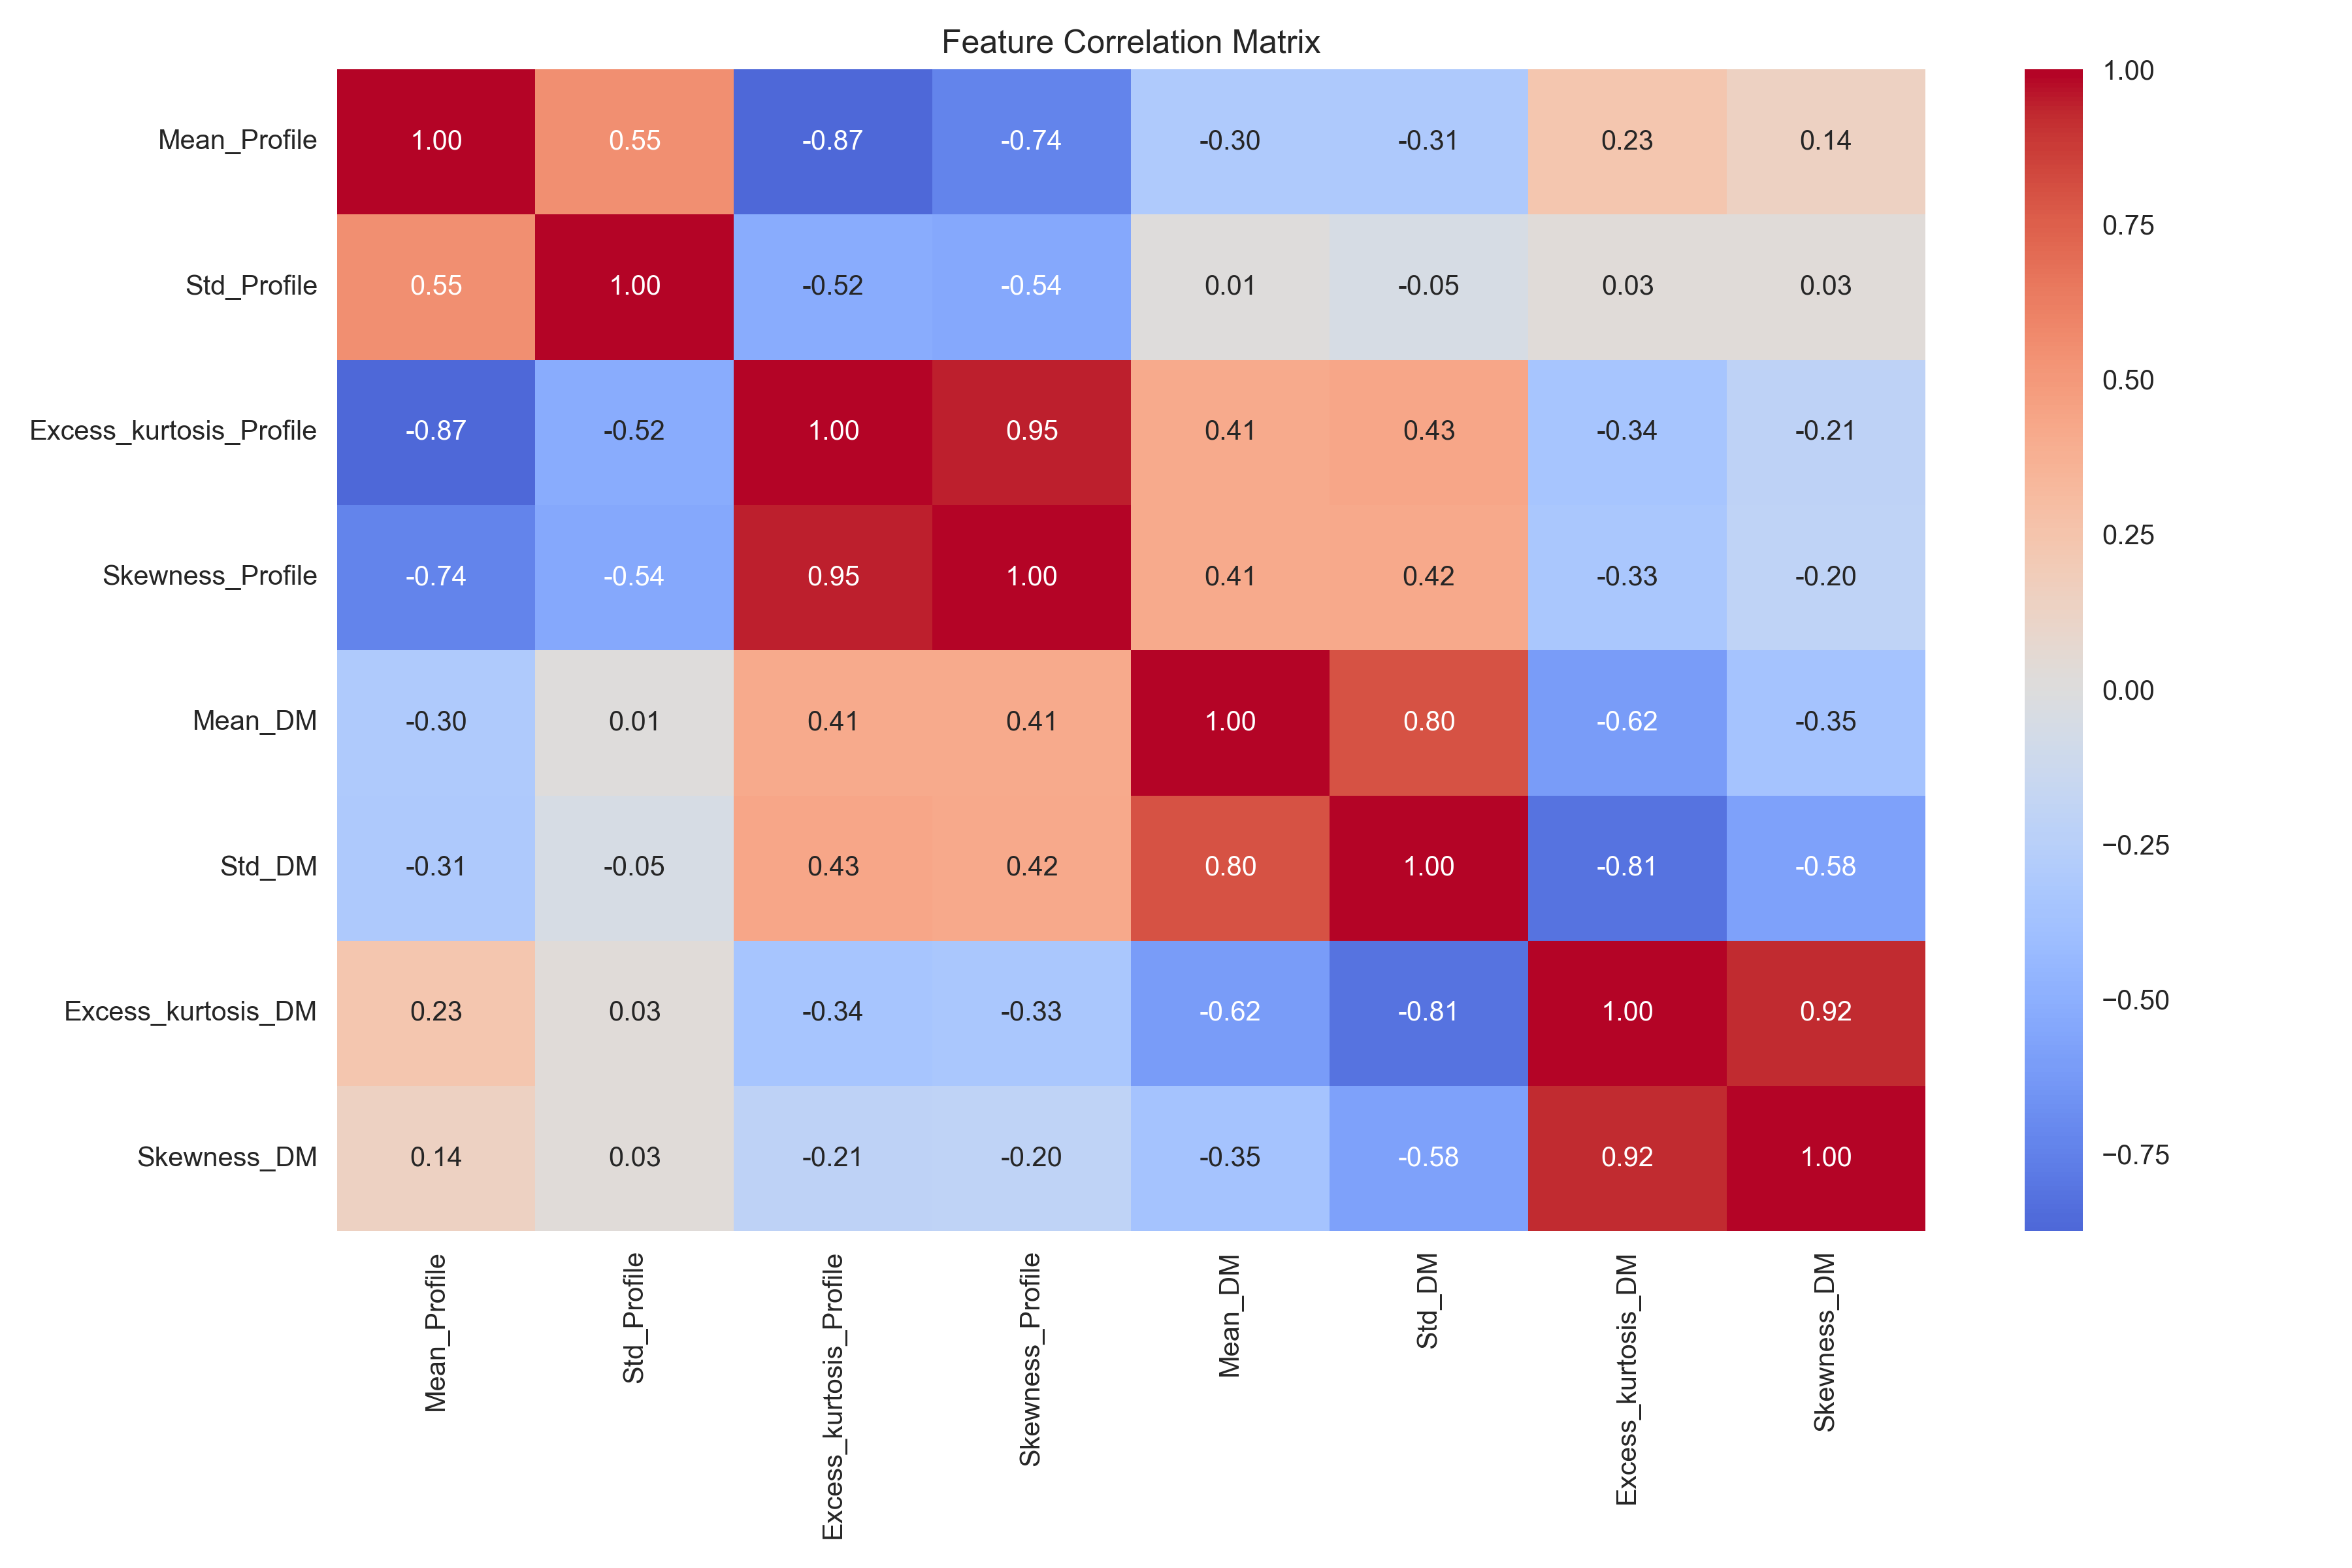 Feature Correlation Matrix
Mean_Profile 1.00 0.55 -0.87 -0.74 -0.30 -0.31 0.23 0.14
Std_Profile 0.55 1.00 -0.52 -0.54 0.01 -0.05 0.03 0.03
Excess_kurtosis_Profile -0.87 -0.52 1.00 0.95 0.41 0.43 -0.34 -0.21
Skewness_Profile -0.74 -0.54 0.95 1.00 0.41 0.42 -0.33 -0.20
Mean_DM -0.30 0.01 0.41 0.41 1.00 0.80 -0.62 -0.35
Std_DM -0.31 -0.05 0.43 0.42 0.80 1.00 -0.81 -0.58
Excess_kurtosis_DM 0.23 0.03 -0.34 -0.33 -0.62 -0.81 1.00 0.92
Skewness_DM 0.14 0.03 -0.21 -0.20 -0.35 -0.58 0.92 1.00
Mean_Profile
Std_Profile
Excess_kurtosis_Profile
Skewness_Profile
Mean_DM
Std_DM
Excess_kurtosis_DM
Skewness_DM
1.00
0.75
0.50
0.25
0.00
−0.25
−0.50
−0.75